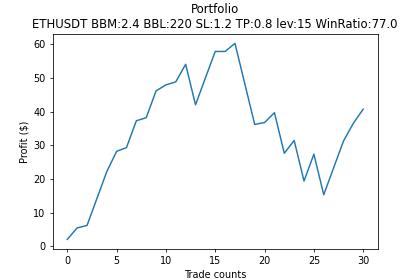 Portfolio
ETHUSDT BBM:2.4 BBL:220 SL:1.2 TP:0.8 lev:15 WinRatio:77.0
60
50
40
30
20
10
0
Profit ($)
0 5 10 15 20 25 30
Trade counts